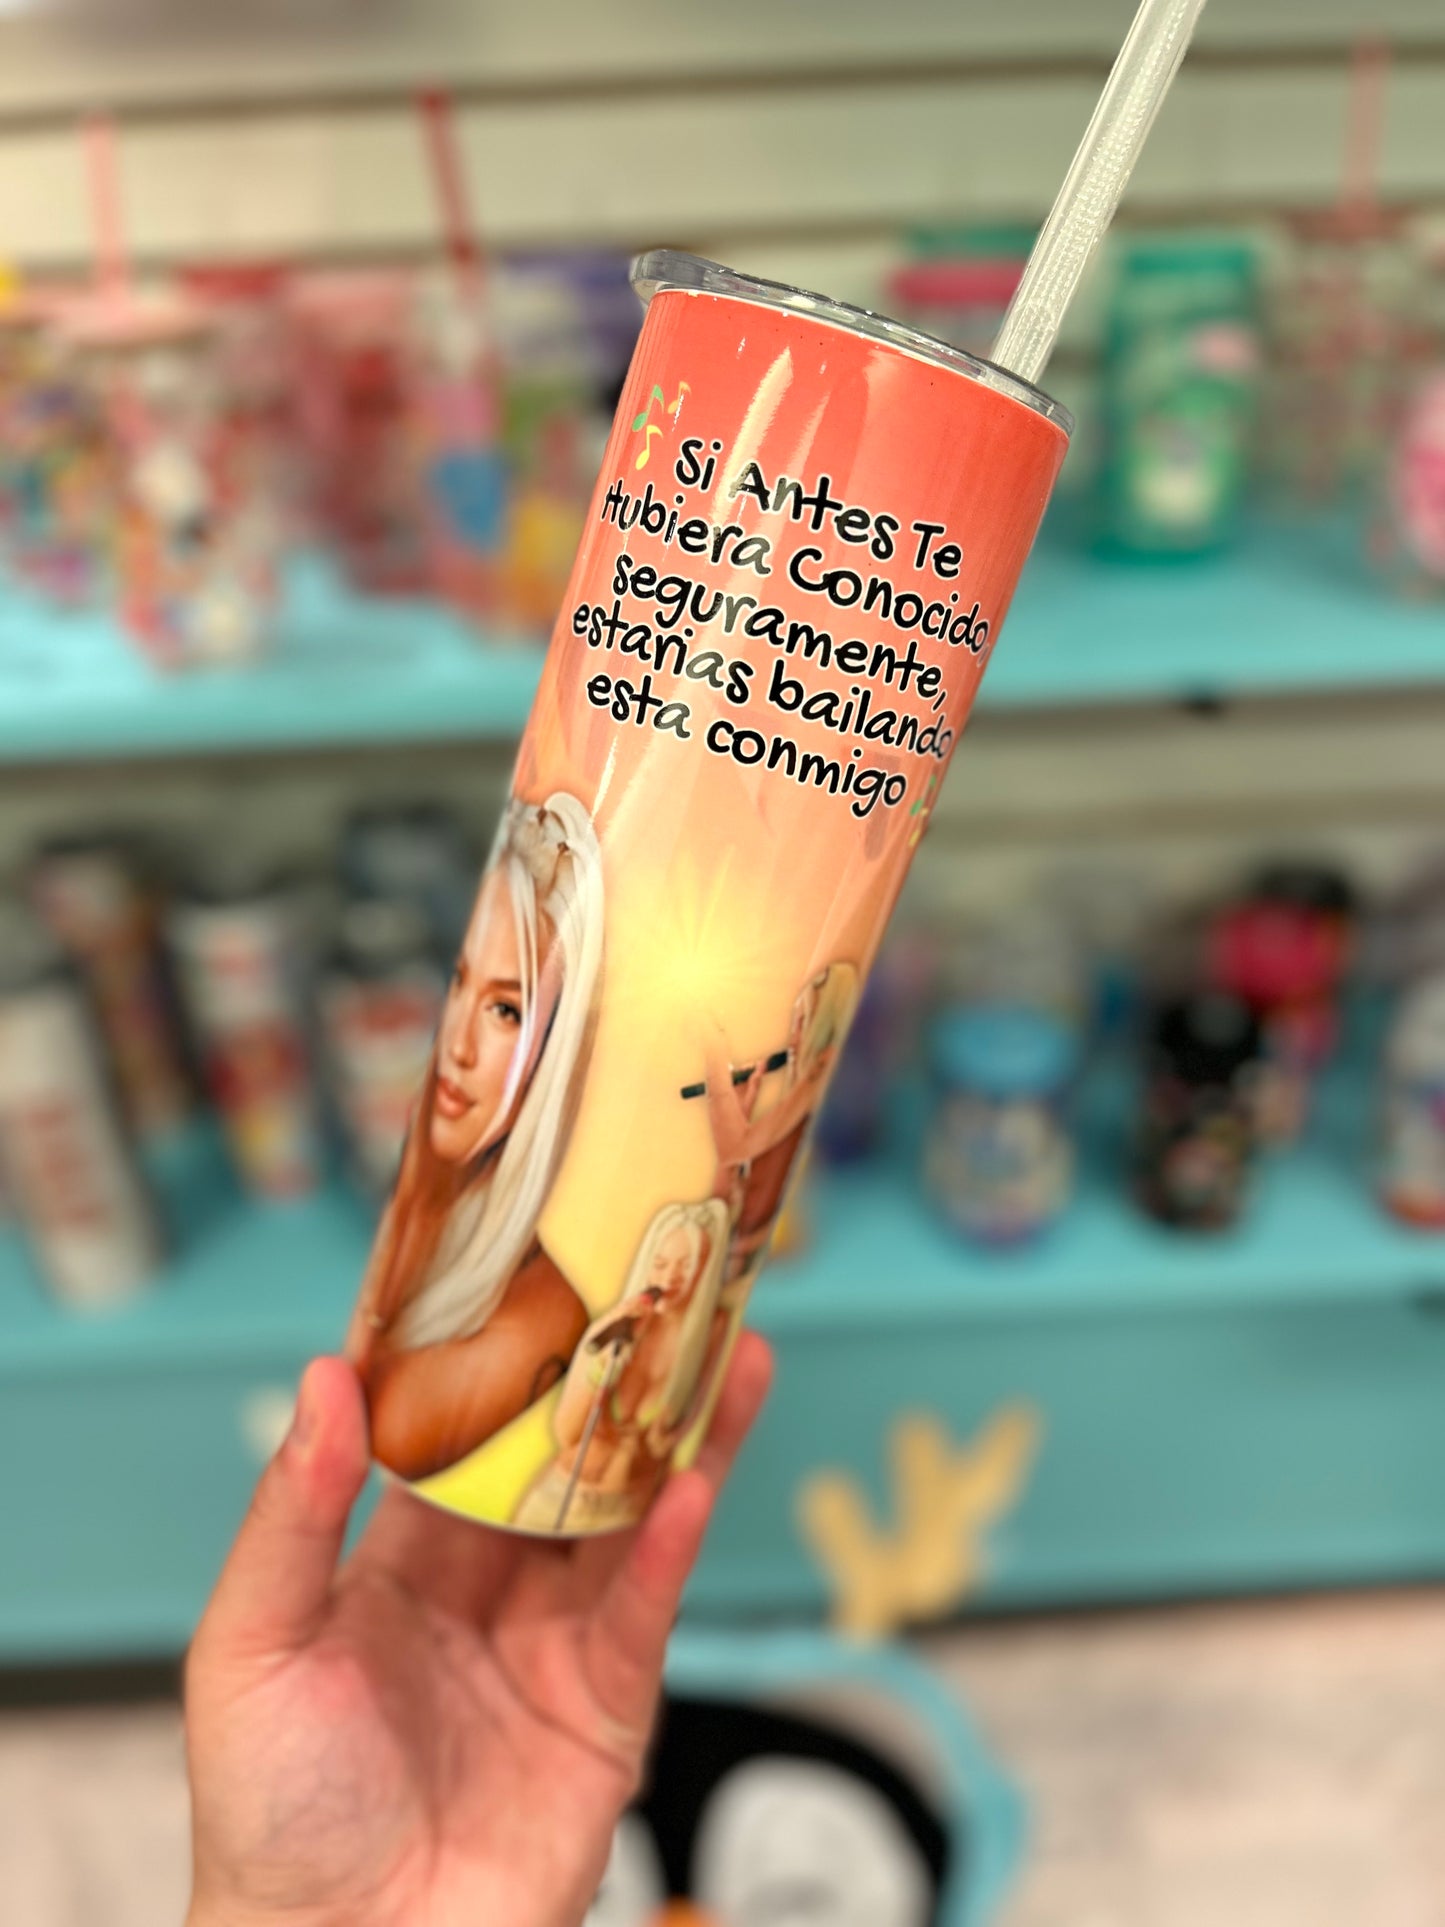 Si Antes Te
Hubiera Conocido,
seguramente,
estarias bailando
esta conmigo